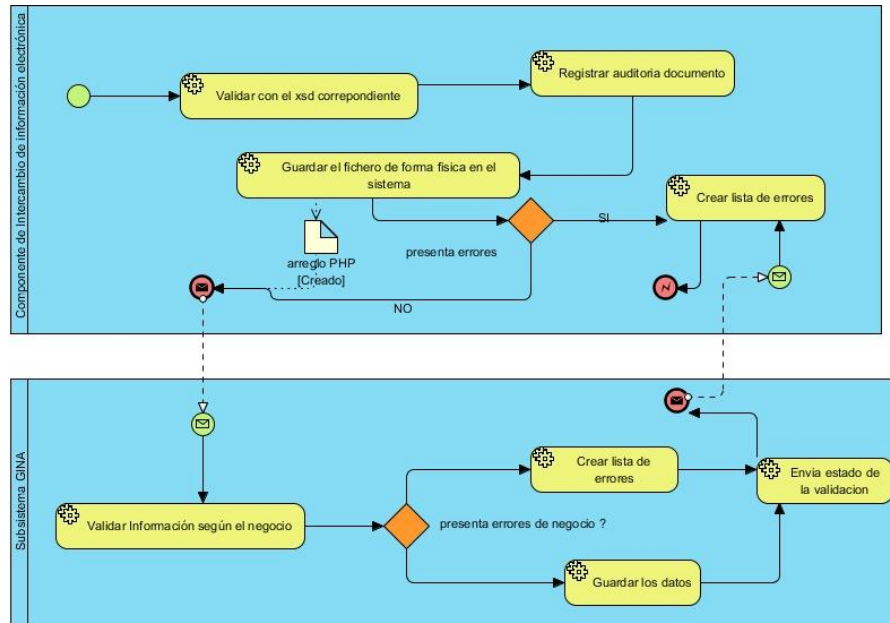 Componente de Intercambio de información electrónica
Validar con el xsd correpondiente
Registrar auditoria documento
Guardar el fichero de forma fisica en el
sistema
Crear lista de errores
SI
presenta errores
arreglo PHP
[Creado]
NO
Subsistema GINA
Validar Información según el negocio
presenta errores de negocio ?
Crear lista de
errores
Envia estado de
la validacion
Guardar los datos